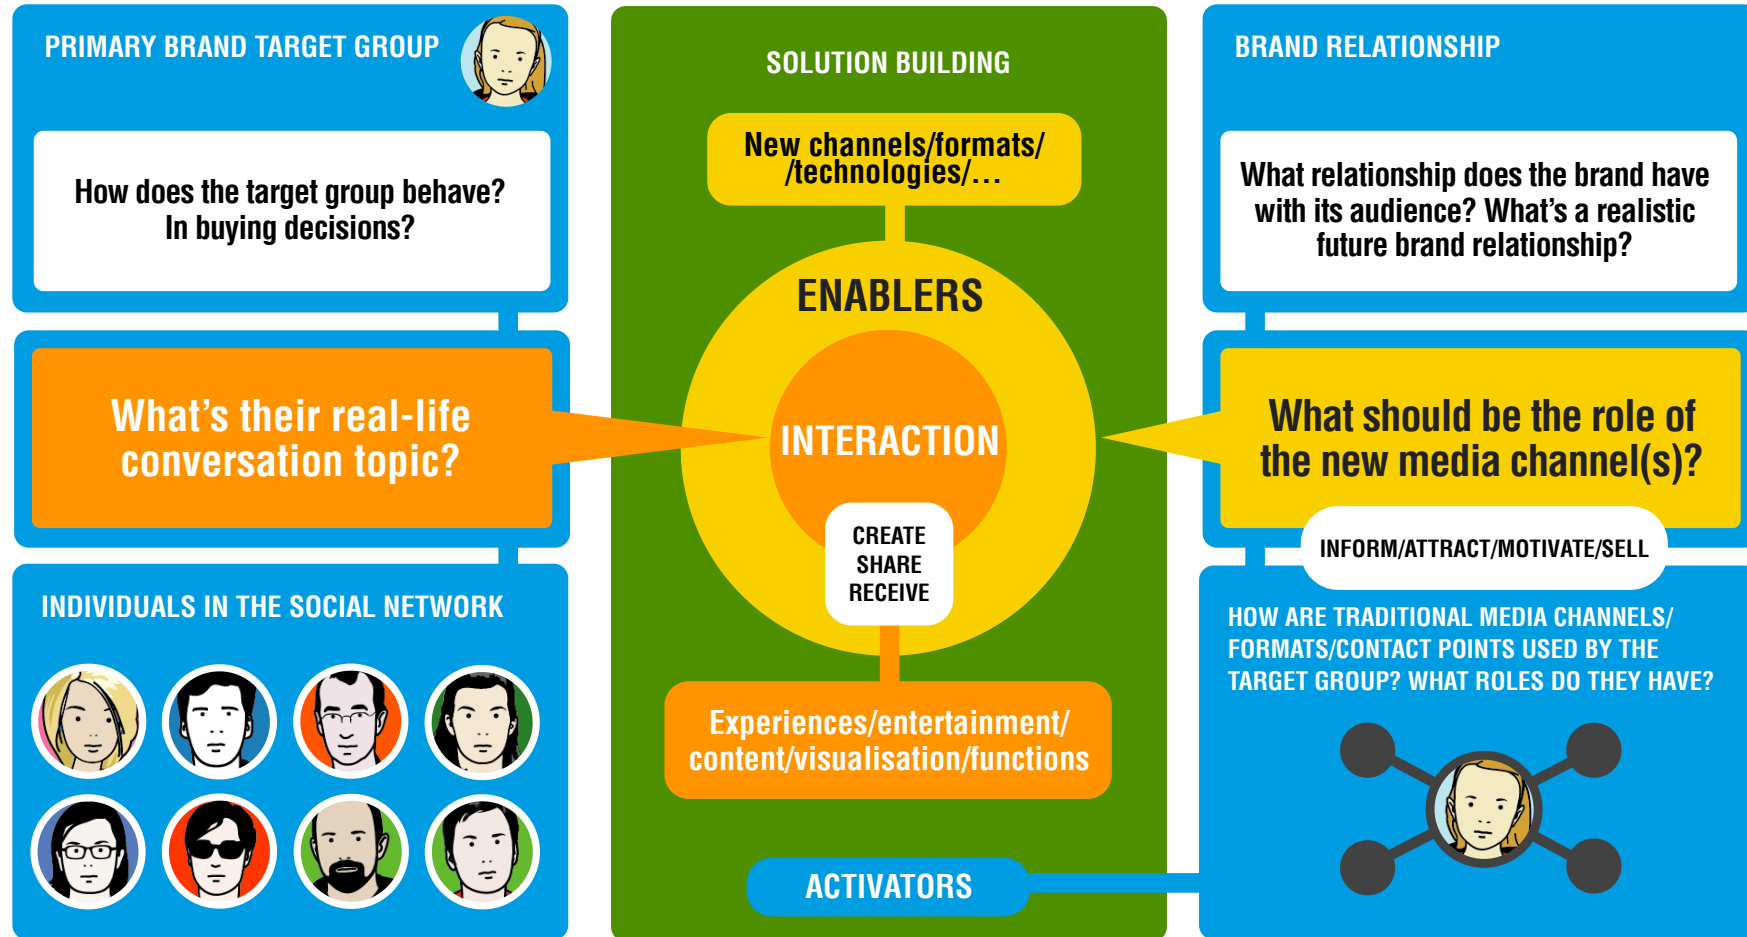 PRIMARY BRAND TARGET GROUP
How does the target group behave?
In buying decisions?
What’s their real-life
conversation topic?
INDIVIDUALS IN THE SOCIAL NETWORK
SOLUTION BUILDING
New channels/formats/
/technologies/…
ENABLERS
INTERACTION
CREATE
SHARE
RECEIVE
Experiences/entertainment/
content/visualisation/functions
ACTIVATORS
BRAND RELATIONSHIP
What relationship does the brand have
with its audience? What’s a realistic
future brand relationship?
What should be the role of
the new media channel(s)?
INFORM/ATTRACT/MOTIVATE/SELL
HOW ARE TRADITIONAL MEDIA CHANNELS/
FORMATS/CONTACT POINTS USED BY THE
TARGET GROUP? WHAT ROLES DO THEY HAVE?